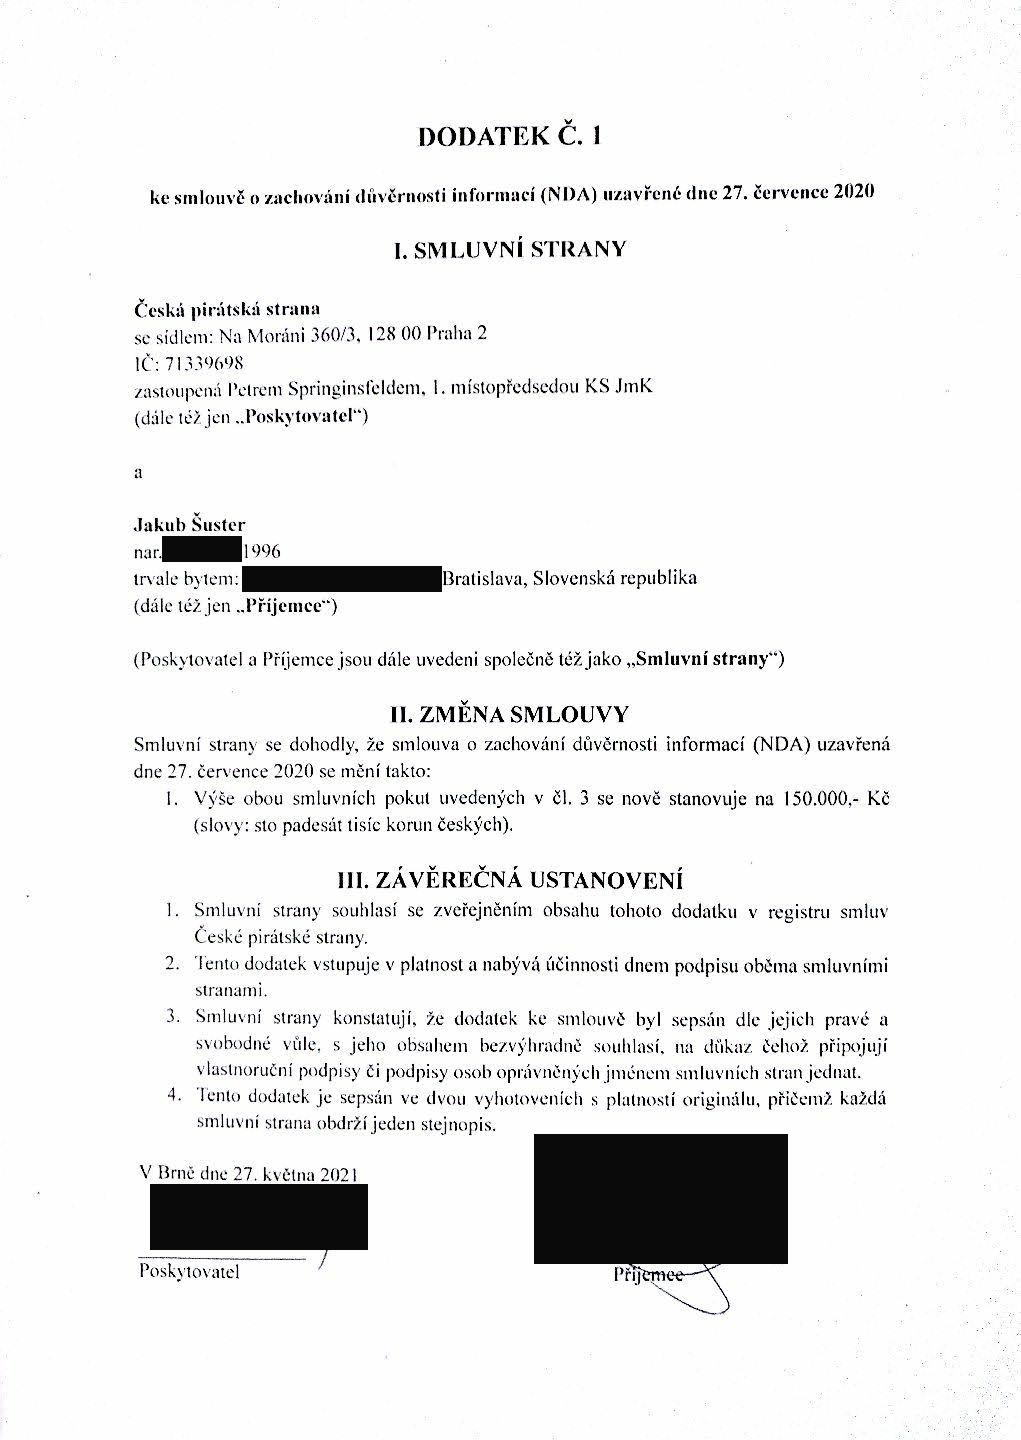 DODATEK Č. 1
ke smlouvě o zachování důvěrnosti informací (NDA) uzavřené dne 27. července 2020
I. SMLUVNÍ STRANY
Česká pirátská strana
se sídlem: Na Moráni 360/3, 128 00 Praha 2
IČ: 71339698
zastoupená Petrem Springinsfeldem, 1. místopředsedou KS JmK
(dále též jen „Poskytovatel“)
a
Jakub Šuster
nar. 1996
trvale bytem: Bratislava, Slovenská republika
(dále též jen „Příjemce“)
(Poskytovatel a Příjemce jsou dále uvedeni společně též jako „Smluvní strany“)
II. ZMĚNA SMLOUVY
Smluvní strany se dohodly, že smlouva o zachování důvěrnosti informací (NDA) uzavřená
dne 27. července 2020 se mění takto:
1. Výše obou smluvních pokut uvedených v čl. 3 se nově stanovuje na 150.000,- Kč
(slovy: sto padesát tisíc korun českých).
III. ZÁVĚREČNÁ USTANOVENÍ
1. Smluvní strany souhlasí se zveřejněním obsahu tohoto dodatku v registru smluv
České pirátské strany.
2. Tento dodatek vstupuje v platnost a nabývá účinnosti dnem podpisu oběma smluvními
stranami.
3. Smluvní strany konstatují, že dodatek ke smlouvě byl sepsán dle jejich pravé a
svobodné vůle, s jeho obsahem bezvýhradně souhlasí, na důkaz čehož připojují
vlastnoruční podpisy či podpisy osob oprávněných jménem smluvních stran jednat.
4. Tento dodatek je sepsán ve dvou vyhotoveních s platností originálu, přičemž každá
smluvní strana obdrží jeden stejnopis.
V Brně dne 27. května 2021
Poskytovatel
Příjemce